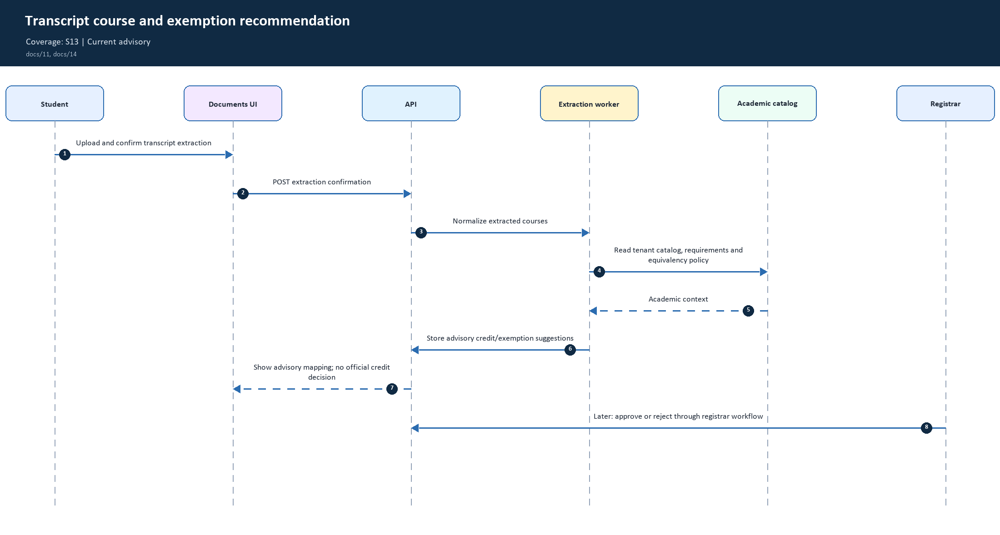 Transcript course and exemption recommendation
Coverage: S13 | Current advisory
docs/11, docs/14
Student
Documents UI
API
Extraction worker
Academic catalog
Registrar
Upload and confirm transcript extraction
1
POST extraction confirmation
2
Normalize extracted courses
3
Read tenant catalog, requirements and
equivalency policy
4
Academic context
5
Store advisory credit/exemption suggestions
6
Show advisory mapping; no official credit
decision
7
Later: approve or reject through registrar workflow
8